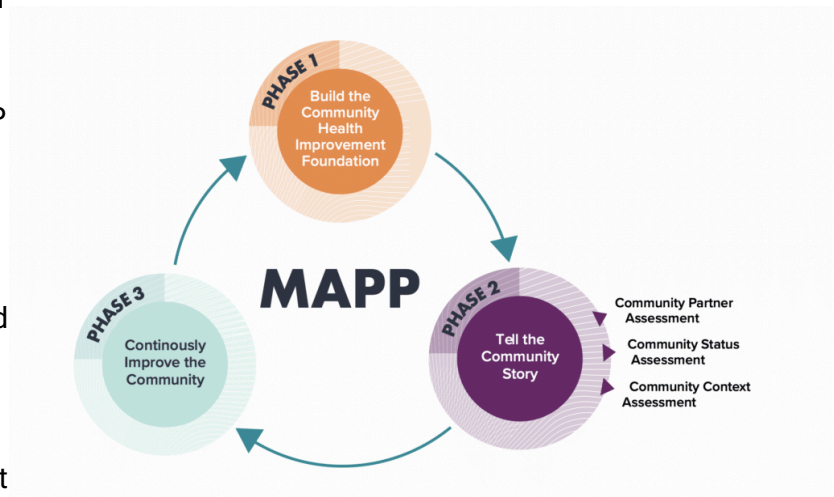 PHASE 1
Build the
Community
Health
Improvement
Foundation
MAPP
PHASE 2
Tell the
Community
Story
Community Partner
Assessment
Community Status
Assessment
Community Context
Assessment
PHASE 3
Continously
Improve the
Community
d
t